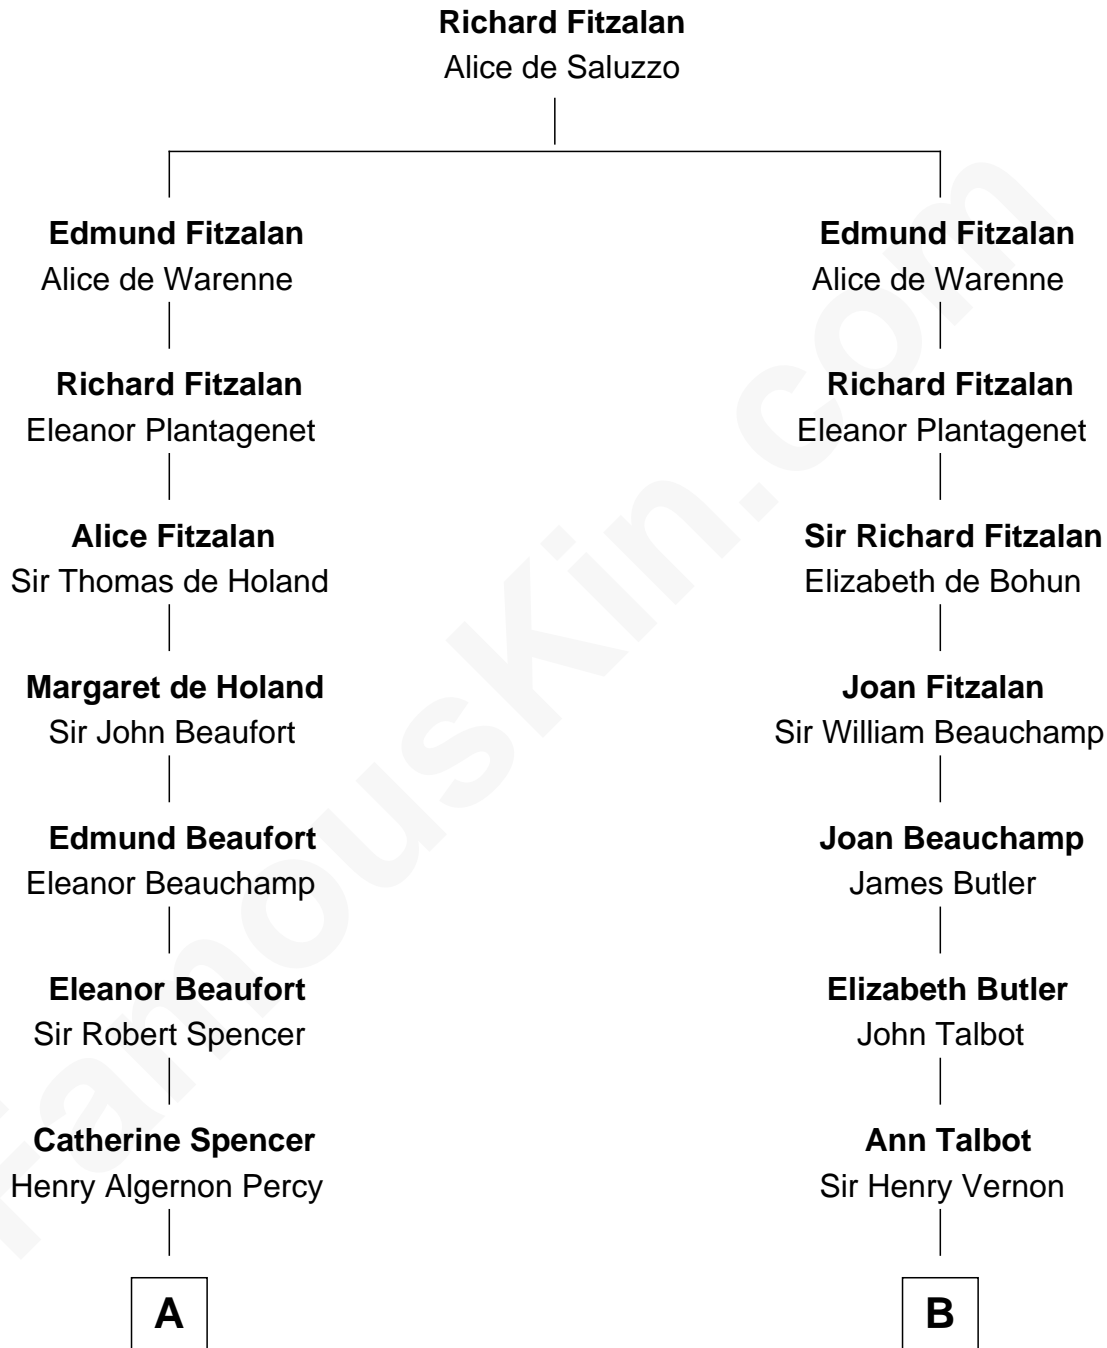 Richard Fitzalan
Alice de Saluzzo
Edmund Fitzalan
Alice de Warenne
Richard Fitzalan
Eleanor Plantagenet
Alice Fitzalan
Sir Thomas de Holand
Margaret de Holand
Sir John Beaufort
Edmund Beaufort
Eleanor Beauchamp
Eleanor Beaufort
Sir Robert Spencer
Catherine Spencer
Henry Algernon Percy
A
Edmund Fitzalan
Alice de Warenne
Richard Fitzalan
Eleanor Plantagenet
Sir Richard Fitzalan
Elizabeth de Bohun
Joan Fitzalan
Sir William Beauchamp
Joan Beauchamp
James Butler
Elizabeth Butler
John Talbot
Ann Talbot
Sir Henry Vernon
B
FamousKin.com